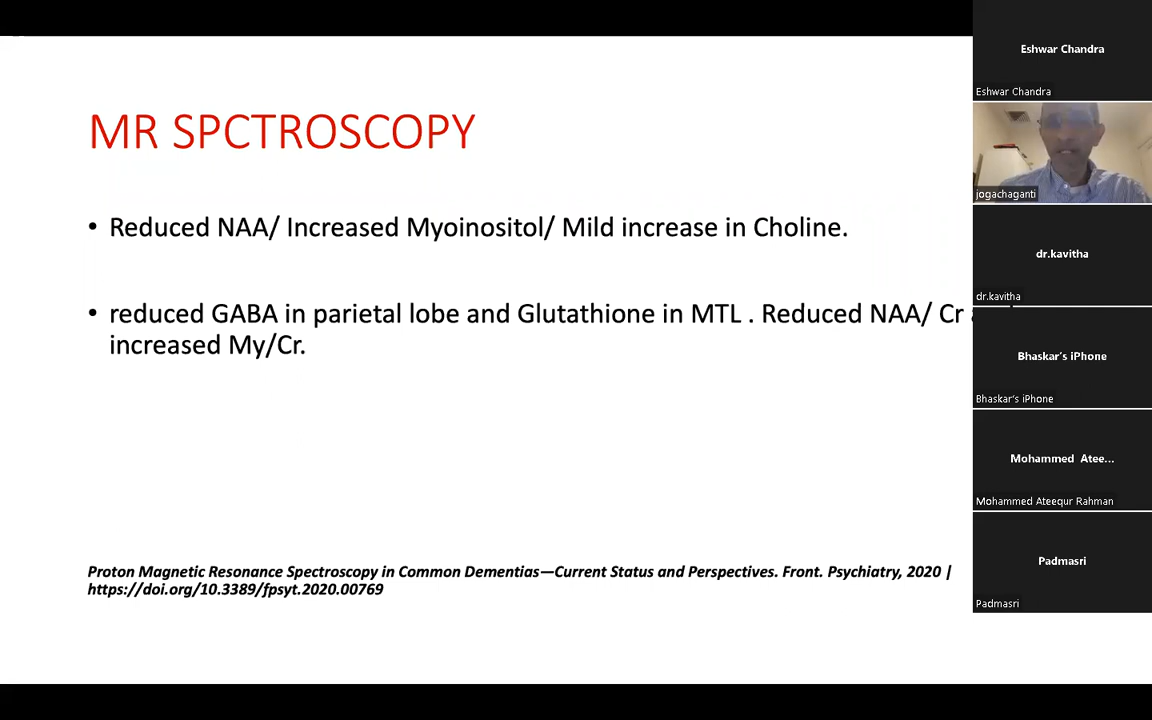 MR SPCTROSCOPY
• Reduced NAA/ Increased Myoinositol/ Mild increase in Choline.
• reduced GABA in parietal lobe and Glutathione in MTL . Reduced NAA/ Cr
increased My/Cr.
Proton Magnetic Resonance Spectroscopy in Common Dementias—Current Status and Perspectives. Front. Psychiatry, 2020 |
https://doi.org/10.3389/fpsyt.2020.00769
Eshwar Chandra
Eshwar Chandra
jogachaganti
dr.kavitha
dr.kavitha
Bhaskar's iPhone
Bhaskar's iPhone
Mohammed Atee...
Mohammed Ateequr Rahman
Padmasri
Padmasri